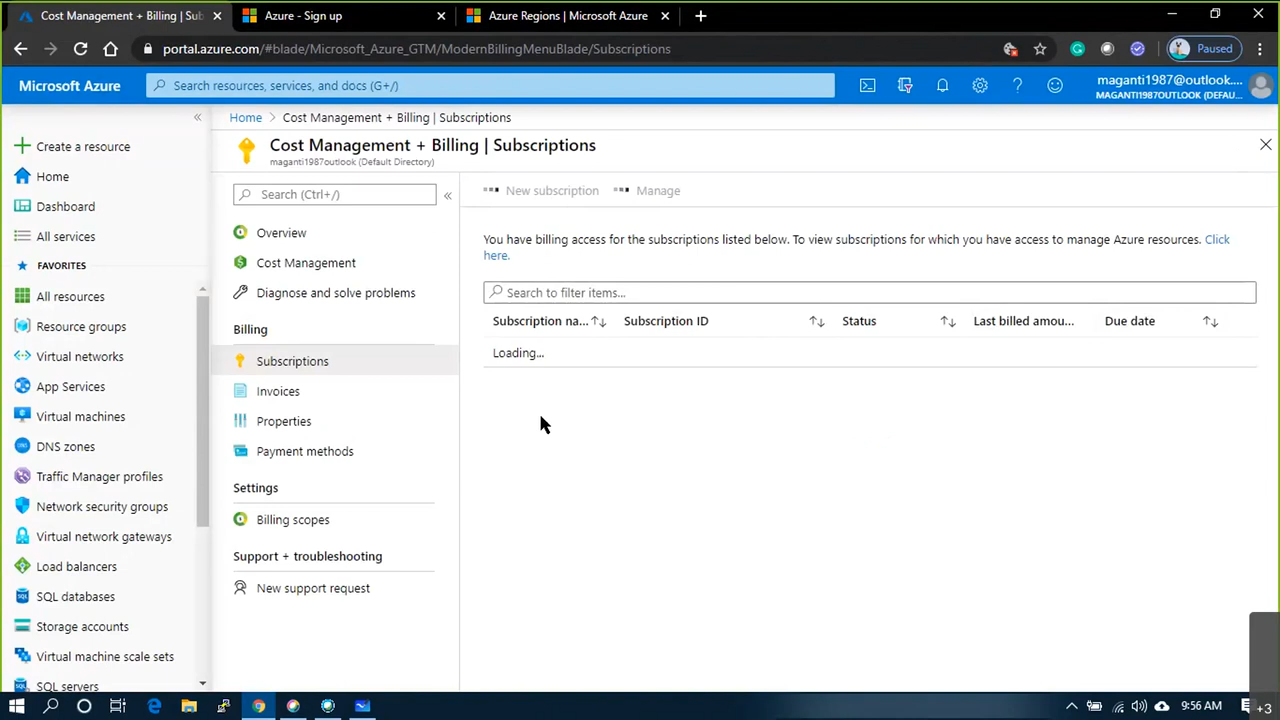 Cost Management + Billing | Sub
Azure - Sign up
Azure Regions | Microsoft Azure
portal.azure.com/#blade/Microsoft_Azure_GTM/ModernBillingMenuBlade/Subscriptions
Paused
Microsoft Azure
Search resources, services, and docs (G+/)
maganti1987@outlook....
MAGANTI1987OUTLOOK (DEFAU...
Home > Cost Management + Billing | Subscriptions
Cost Management + Billing | Subscriptions
maganti1987outlook (Default Directory)
Create a resource
Home
Dashboard
All services
FAVORITES
All resources
Resource groups
Virtual networks
App Services
Virtual machines
DNS zones
Traffic Manager profiles
Network security groups
Virtual network gateways
Load balancers
SQL databases
Storage accounts
Virtual machine scale sets
SQL servers
Search (Ctrl+/)
Overview
Cost Management
Diagnose and solve problems
Billing
Subscriptions
Invoices
Properties
Payment methods
Settings
Billing scopes
Support + troubleshooting
New support request
New subscription
Manage
You have billing access for the subscriptions listed below. To view subscriptions for which you have access to manage Azure resources. Click
here.
Search to filter items...
Subscription na... Subscription ID Status Last billed amou... Due date
Loading...
9:56 AM
+3